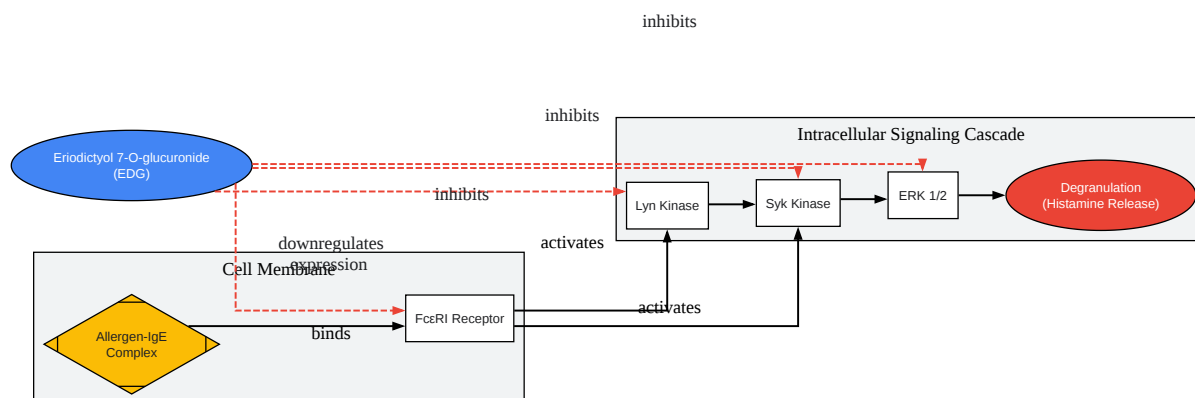 inhibits
inhibits
Intracellular Signaling Cascade
Eriodictyol 7-O-glucuronide
(EDG)
inhibits
Lyn Kinase
Syk Kinase
ERK 1/2
Degranulation
(Histamine Release)
downregulates
expression
activates
Cell Membrane
activates
FcεRI Receptor
binds
Allergen-IgE
Complex